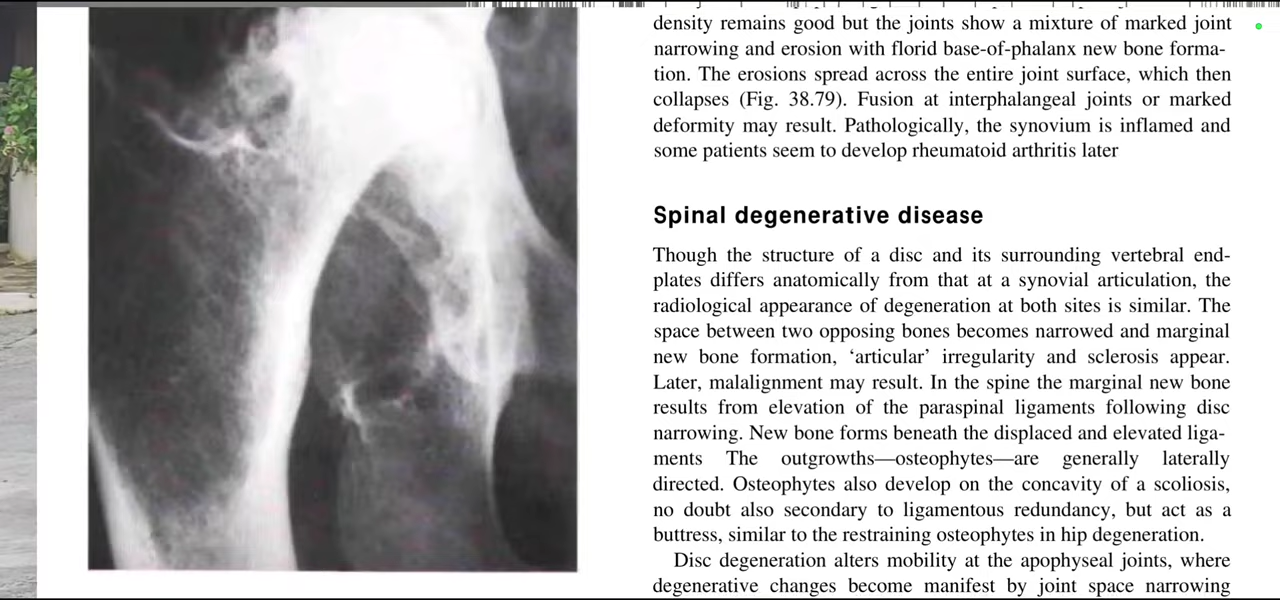 density remains good but the joints show a mixture of marked joint
narrowing and erosion with florid base-of-phalanx new bone forma-
tion. The erosions spread across the entire joint surface, which then
collapses (Fig. 38.79). Fusion at interphalangeal joints or marked
deformity may result. Pathologically, the synovium is inflamed and
some patients seem to develop rheumatoid arthritis later
Spinal degenerative disease
Though the structure of a disc and its surrounding vertebral end-
plates differs anatomically from that at a synovial articulation, the
radiological appearance of degeneration at both sites is similar. The
space between two opposing bones becomes narrowed and marginal
new bone formation, ‘articular’ irregularity and sclerosis appear.
Later, malalignment may result. In the spine the marginal new bone
results from elevation of the paraspinal ligaments following disc
narrowing. New bone forms beneath the displaced and elevated liga-
ments The outgrowths—osteophytes—are generally laterally
directed. Osteophytes also develop on the concavity of a scoliosis,
no doubt also secondary to ligamentous redundancy, but act as a
buttress, similar to the restraining osteophytes in hip degeneration.
Disc degeneration alters mobility at the apophyseal joints, where
degenerative changes become manifest by joint space narrowing